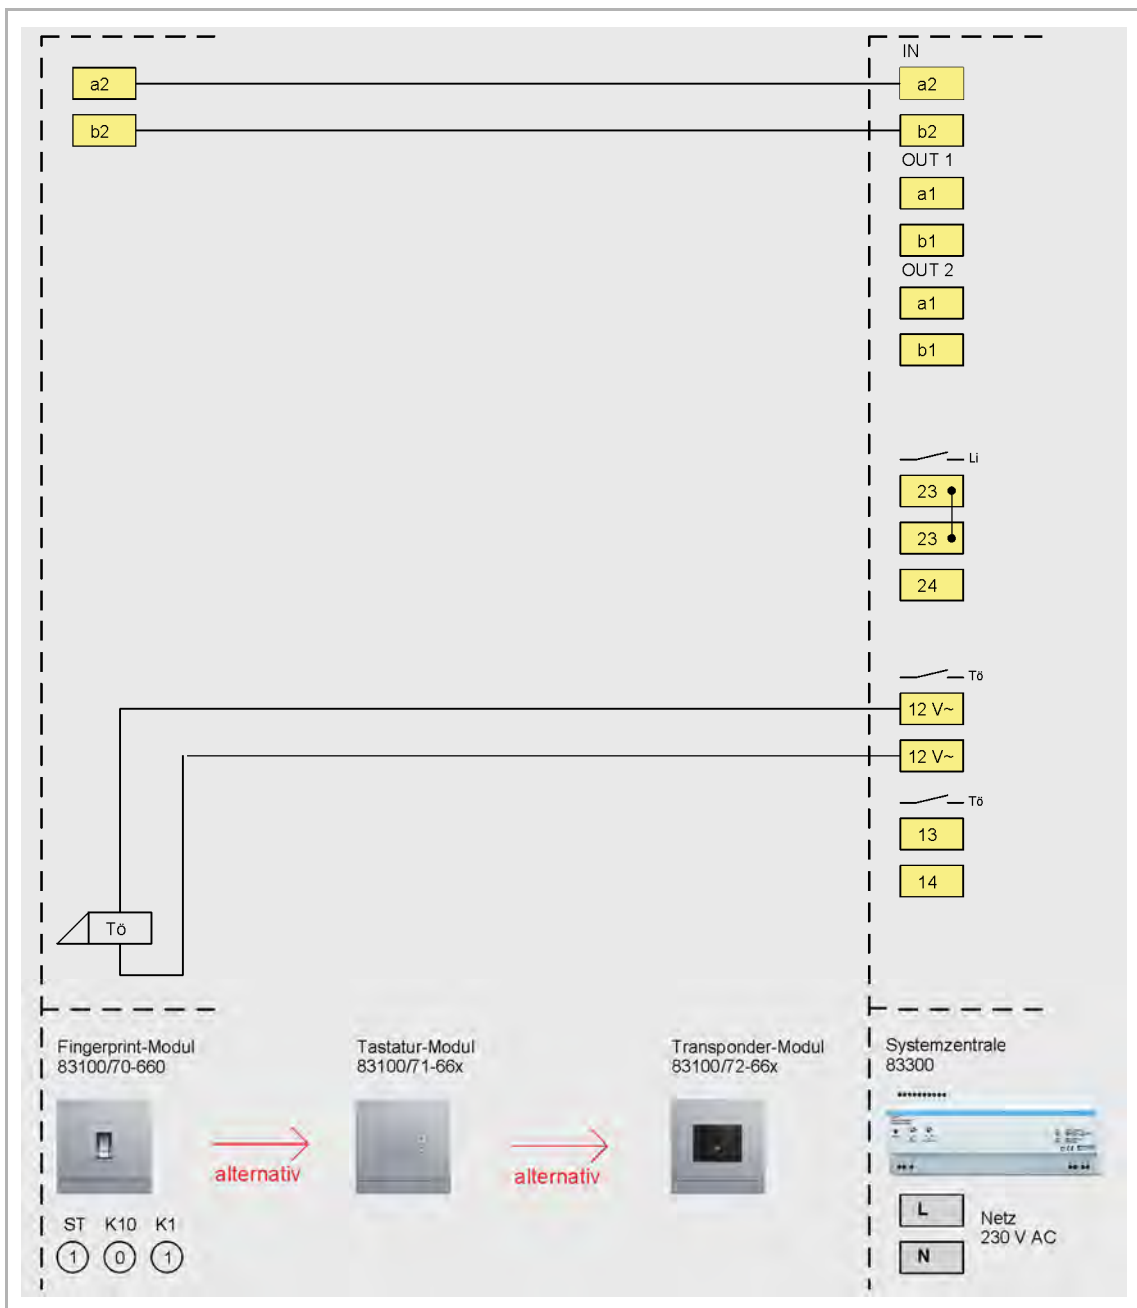 IN
a2
a2
b2
b2
OUT 1
a1
b1
OUT 2
a1
b1
Li
23
23
24
Tö
12 V~
12 V~
Tö
13
14
Tö
Fingerprint-Modul
83100/70-660
Tastatur-Modul
83100/71-66x
Transponder-Modul
83100/72-66x
Systemzentrale
83300
alternativ
alternativ
ST K10 K1
1 0 1
L
N
Netz
230 V AC